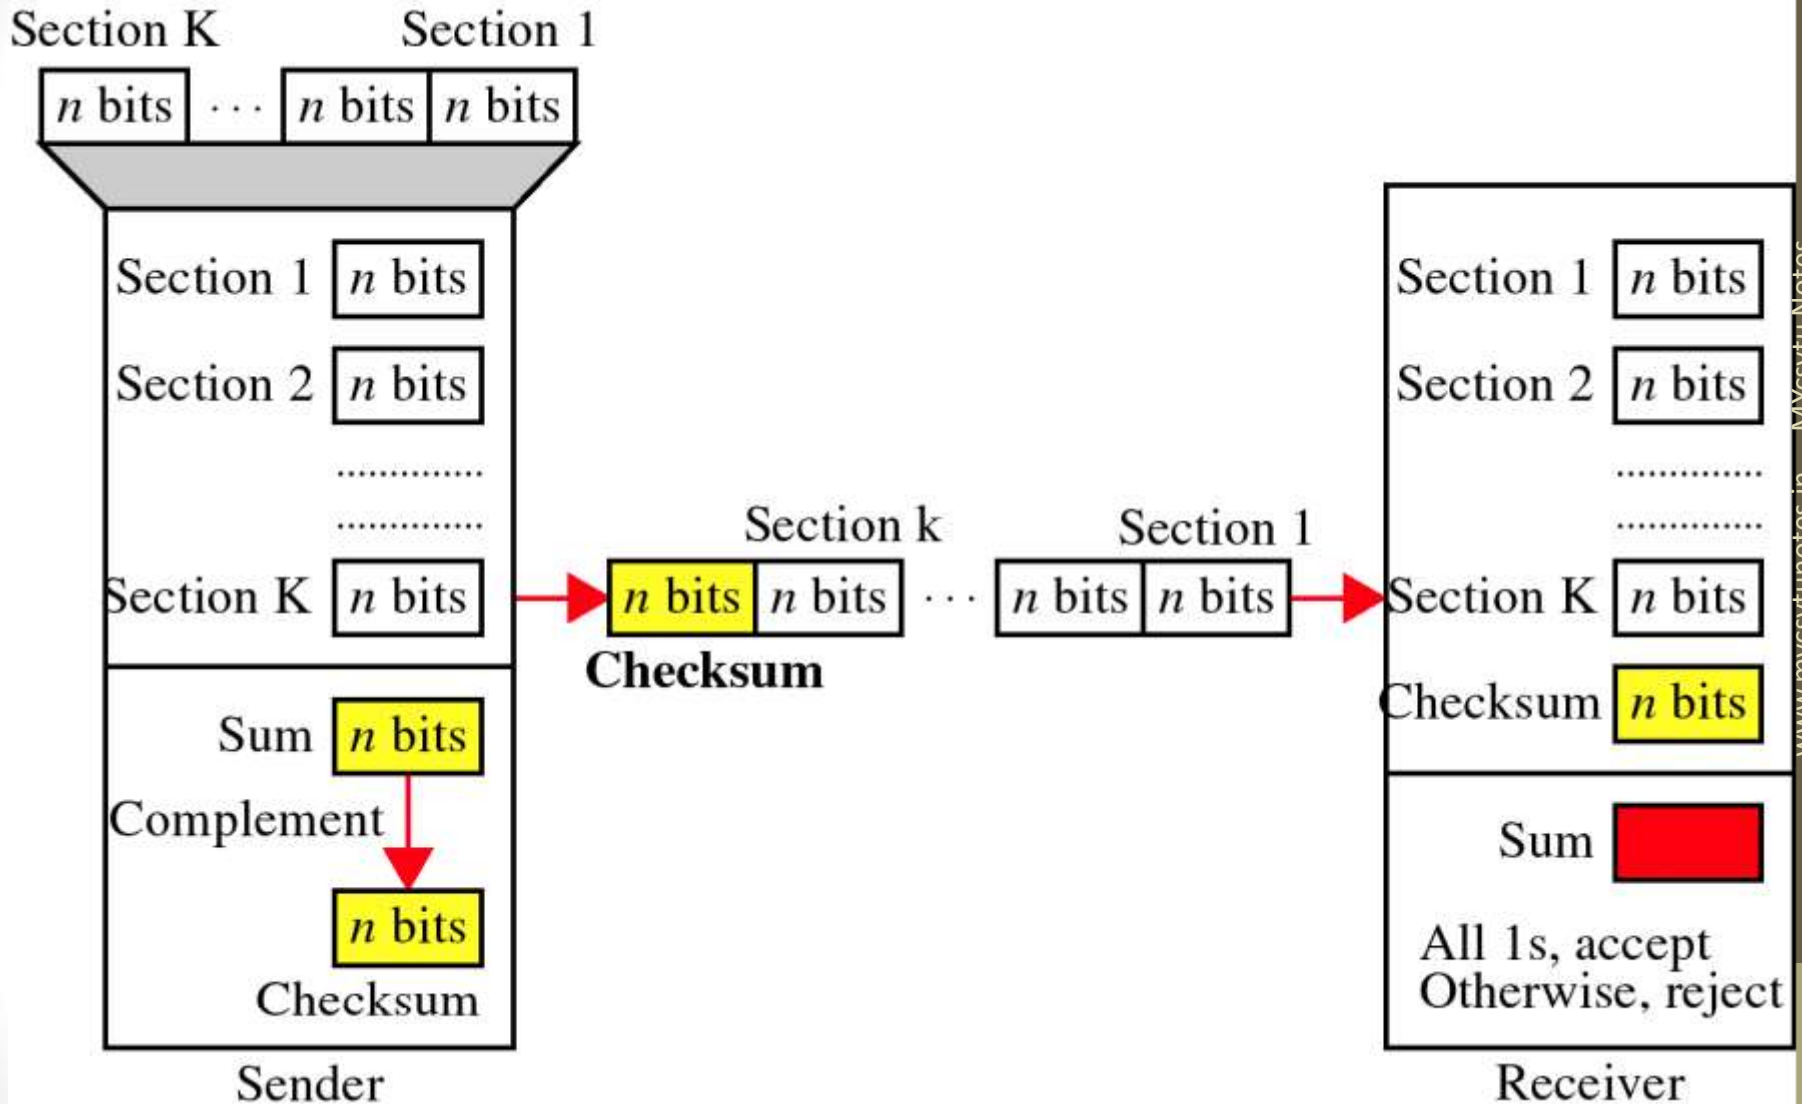 Section K Section 1
n bits ... n bits n bits
Section 1 n bits
Section 2 n bits
..............
..............
Section K n bits
Sum n bits
Complement
n bits
Checksum
Sender
Section k Section 1
n bits n bits ... n bits n bits
Checksum
Section 1 n bits
Section 2 n bits
..............
..............
Section K n bits
Checksum n bits
Sum
All 1s, accept
Otherwise, reject
Receiver